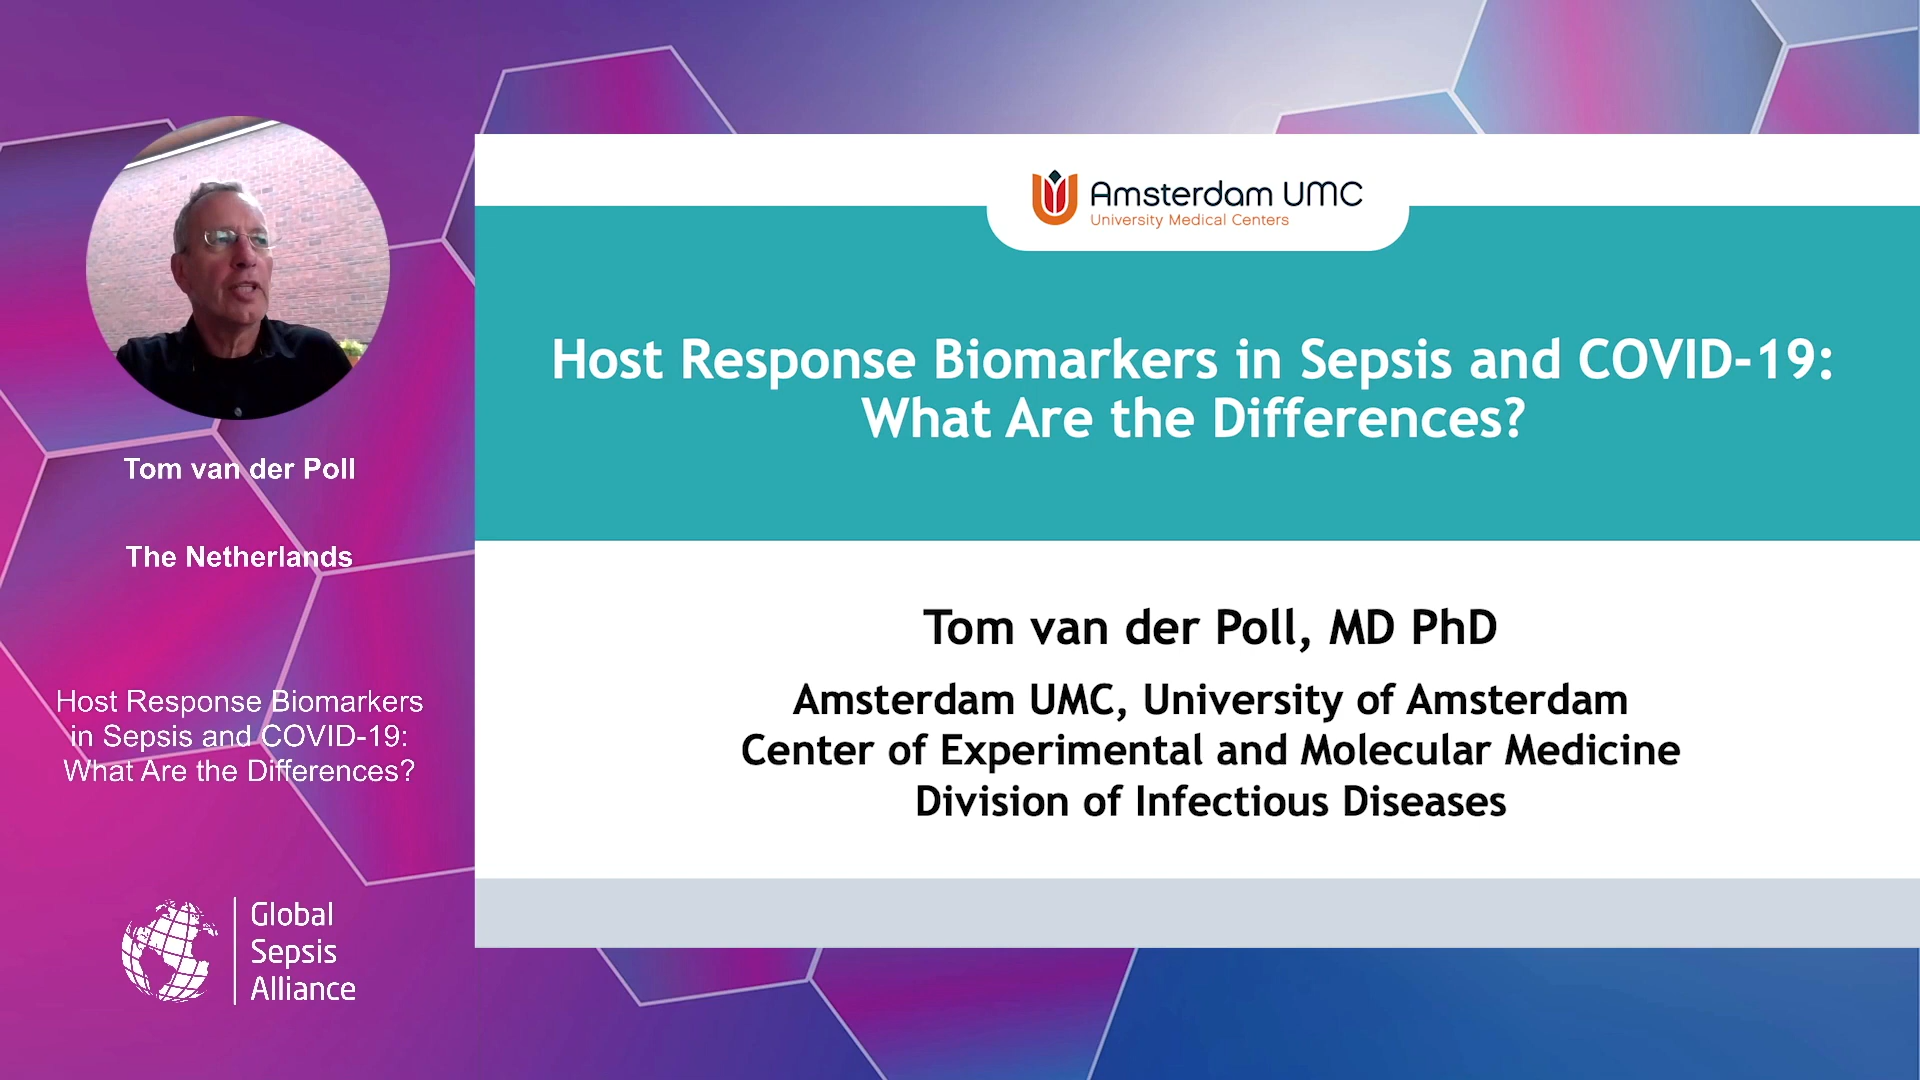 Tom van der Poll
The Netherlands
Host Response Biomarkers
in Sepsis and COVID-19:
What Are the Differences?
Global
Sepsis
Alliance
Amsterdam UMC
University Medical Centers
Host Response Biomarkers in Sepsis and COVID-19:
What Are the Differences?
Tom van der Poll, MD PhD
Amsterdam UMC, University of Amsterdam
Center of Experimental and Molecular Medicine
Division of Infectious Diseases